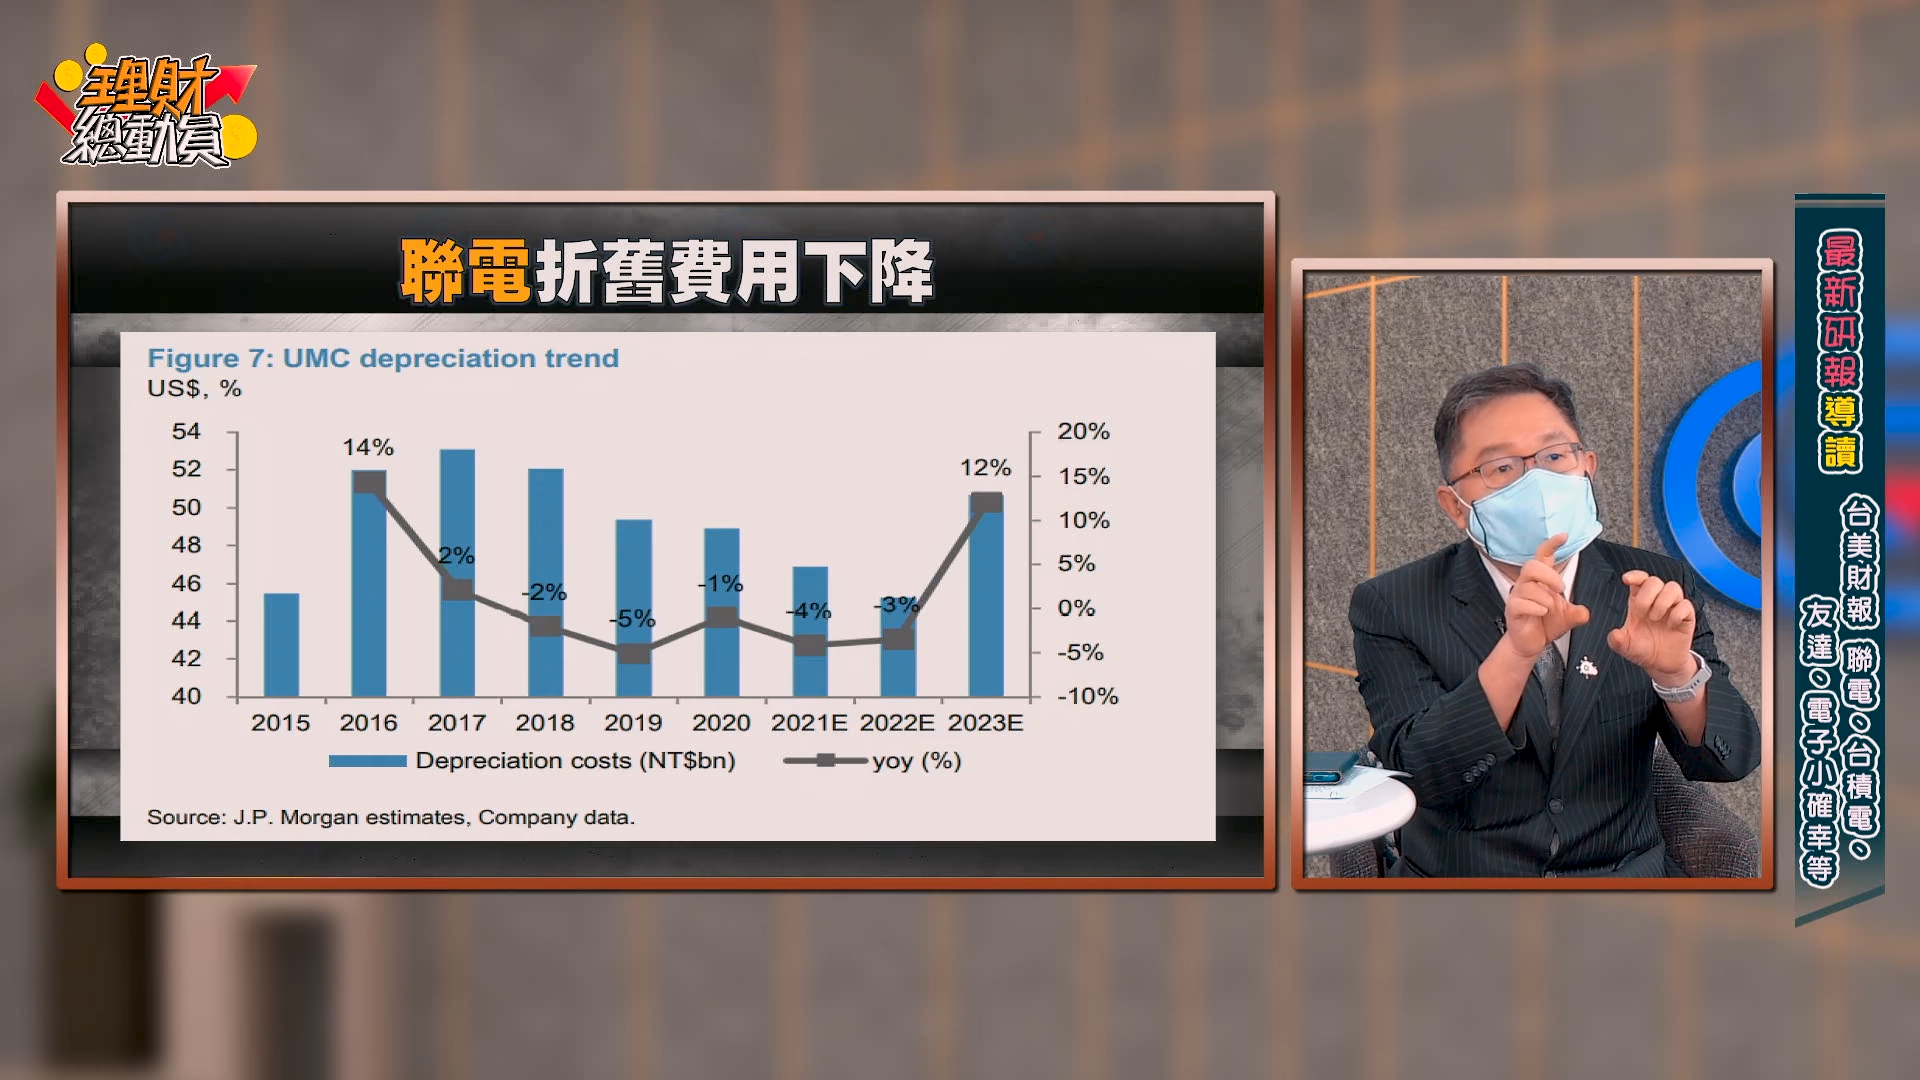 理財
總動員
聯電折舊費用下降
Figure 7: UMC depreciation trend
US$, %
54
52
50
48
46
44
42
40
20%
15%
10%
5%
0%
-5%
-10%
14%
2%
-2%
-5%
-1%
-4%
-3%
12%
2015 2016 2017 2018 2019 2020 2021E 2022E 2023E
Depreciation costs (NT$bn) yoy (%)
Source: J.P. Morgan estimates, Company data.
最新研報導讀
台美財報 聯電。台積電。
友達。電子小確幸等